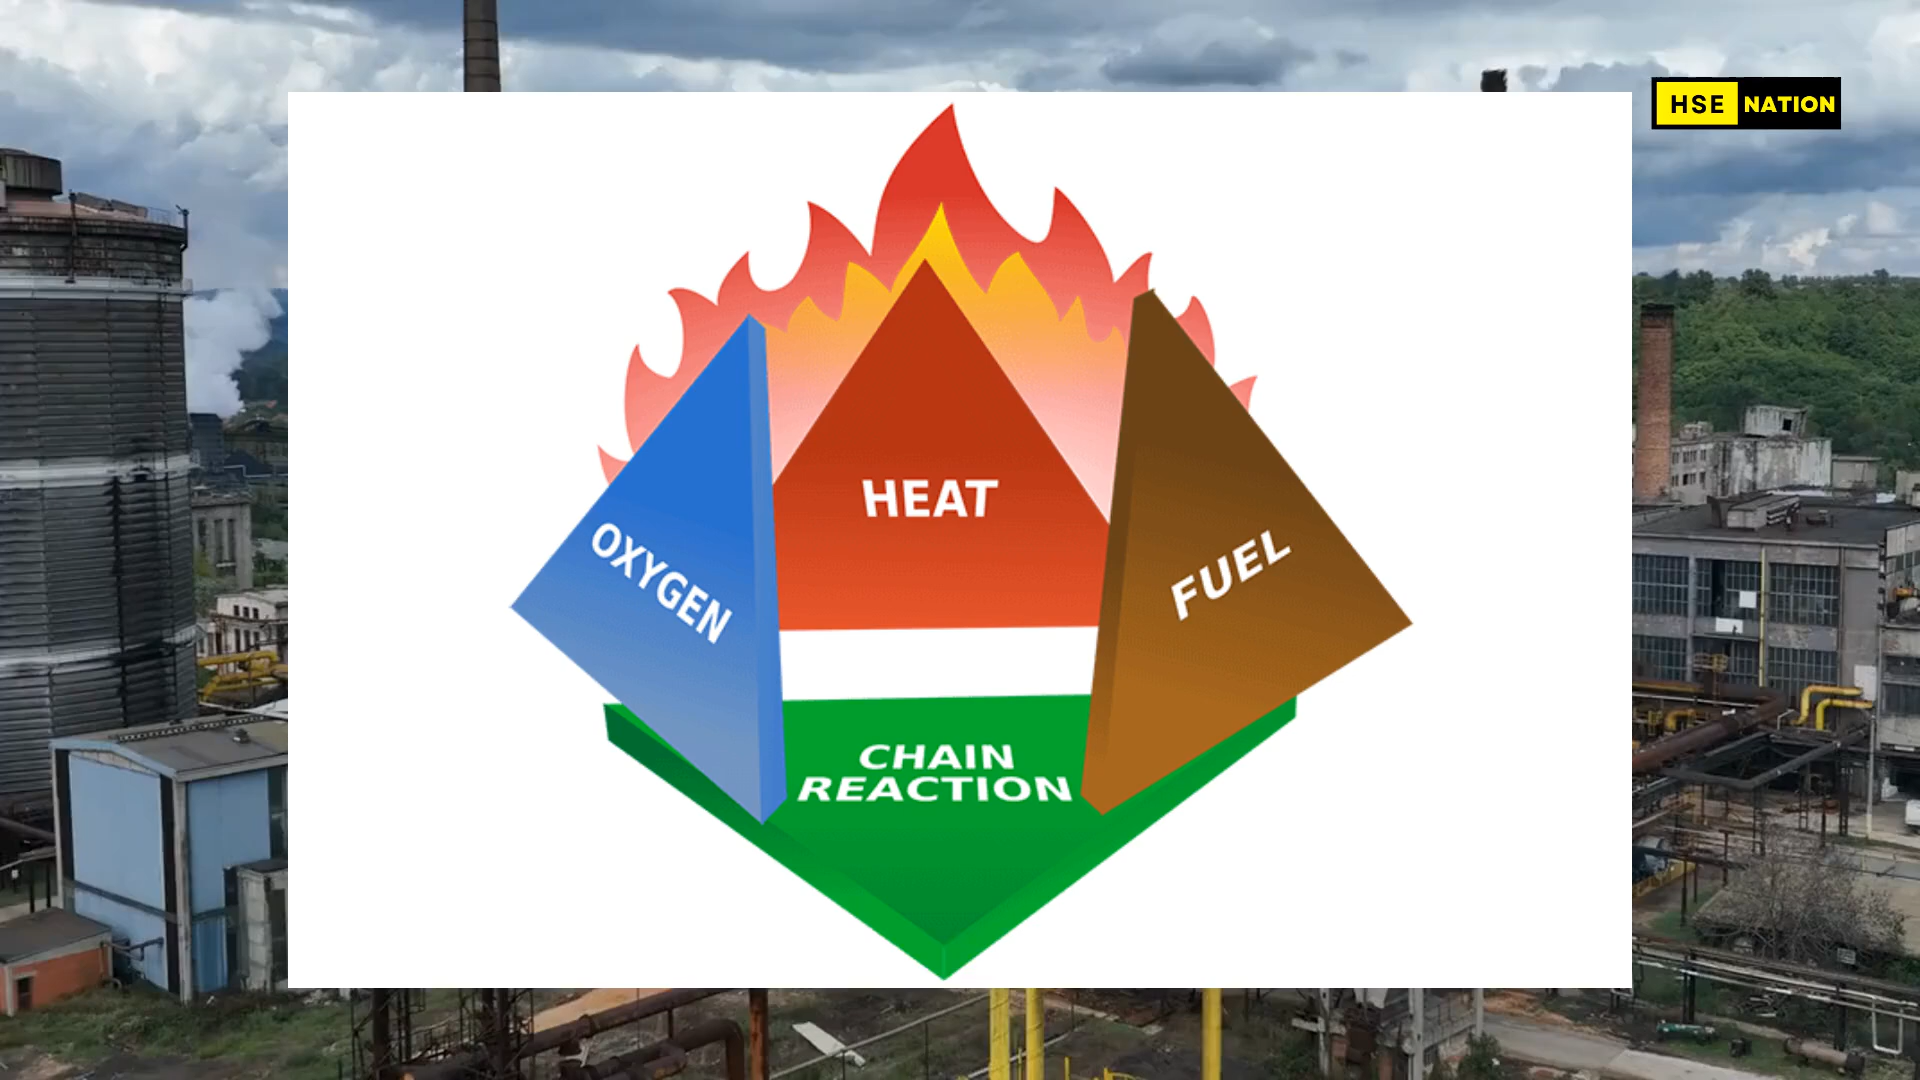 HSE NATION
HEAT
OXYGEN
FUEL
CHAIN
REACTION